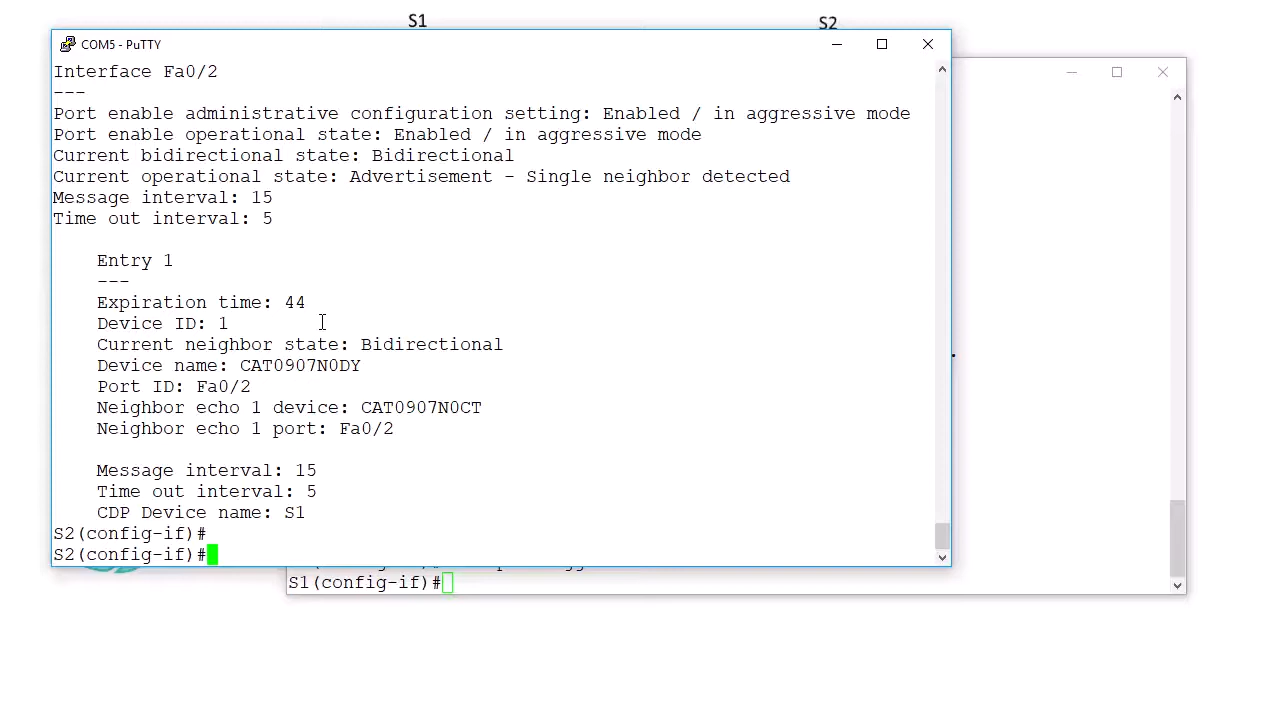 S1
S2
COM5 - PuTTY
Interface Fa0/2
---
Port enable administrative configuration setting: Enabled / in aggressive mode
Port enable operational state: Enabled / in aggressive mode
Current bidirectional state: Bidirectional
Current operational state: Advertisement - Single neighbor detected
Message interval: 15
Time out interval: 5
Entry 1
---
Expiration time: 44
Device ID: 1
Current neighbor state: Bidirectional
Device name: CAT0907N0DY
Port ID: Fa0/2
Neighbor echo 1 device: CAT0907N0CT
Neighbor echo 1 port: Fa0/2
Message interval: 15
Time out interval: 5
CDP Device name: S1
S2(config-if)#
S2(config-if)#
S1(config-if)#